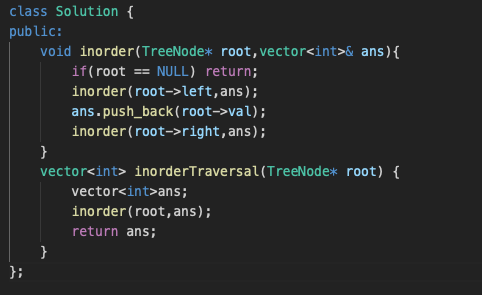 class Solution {
public:
    void inorder(TreeNode* root,vector<int>& ans){
        if(root == NULL) return;
        inorder(root->left,ans);
        ans.push_back(root->val);
        inorder(root->right,ans);
    }
    vector<int> inorderTraversal(TreeNode* root) {
        vector<int>ans;
        inorder(root,ans);
        return ans;
    }
};